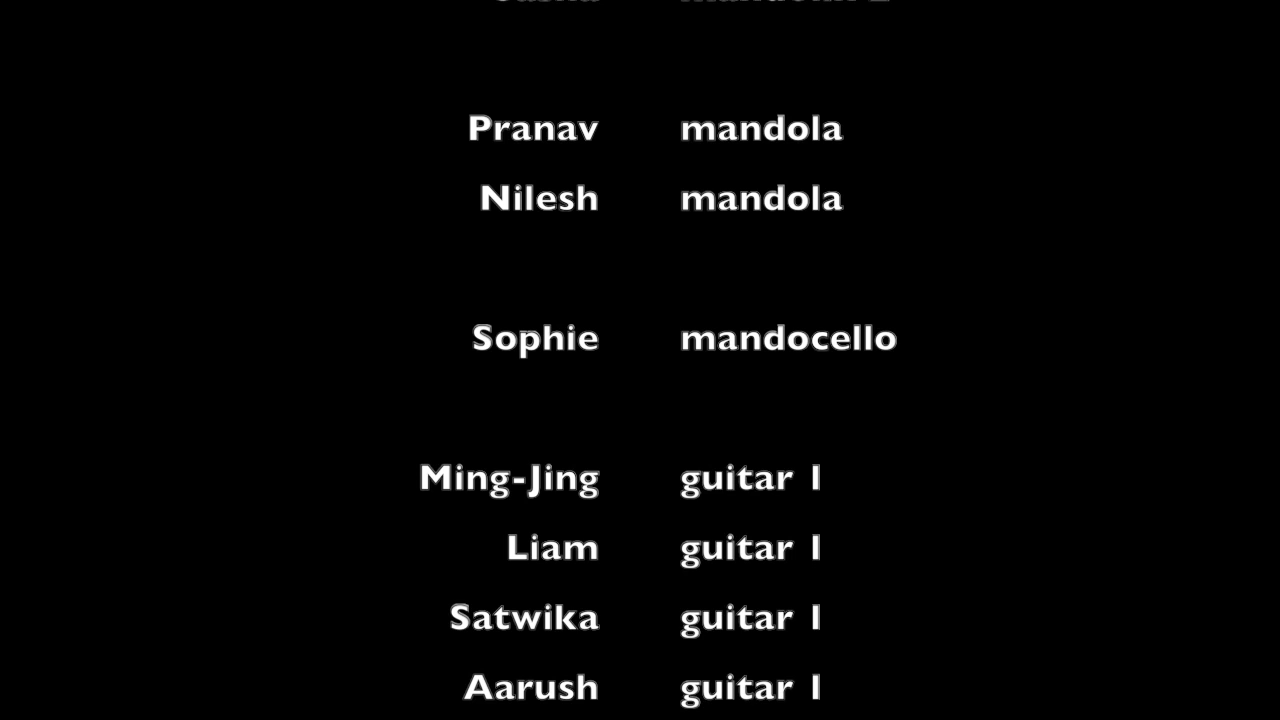 Pranav mandola
Nilesh mandola
Sophie mandocello
Ming-Jing guitar 1
Liam guitar 1
Satwika guitar 1
Aarush guitar 1